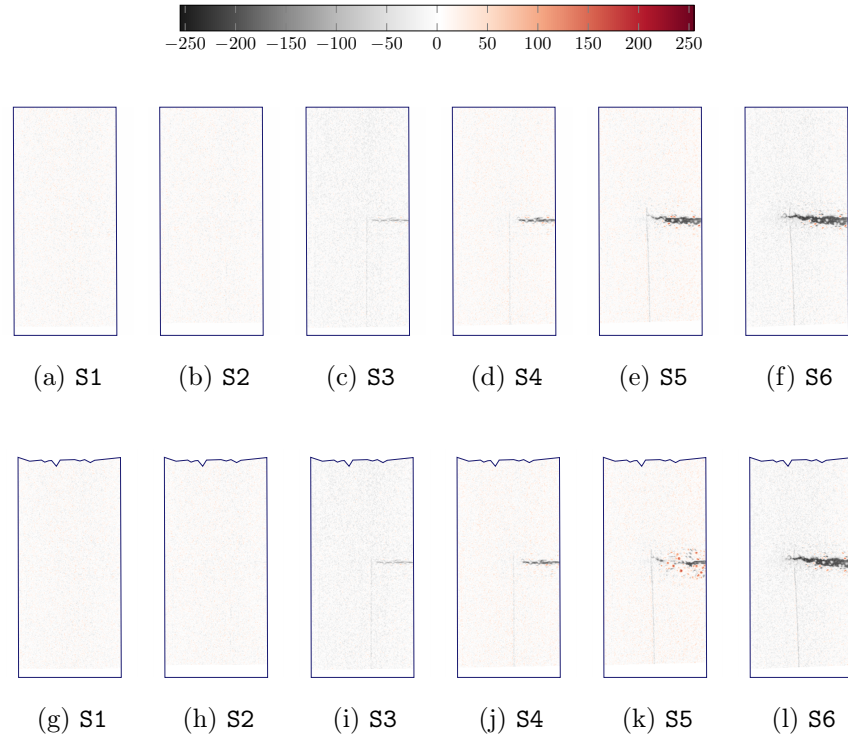 −250 −200 −150 −100 −50 0 50 100 150 200 250
(a) S1 (b) S2 (c) S3 (d) S4 (e) S5 (f) S6
(g) S1 (h) S2 (i) S3 (j) S4 (k) S5 (l) S6